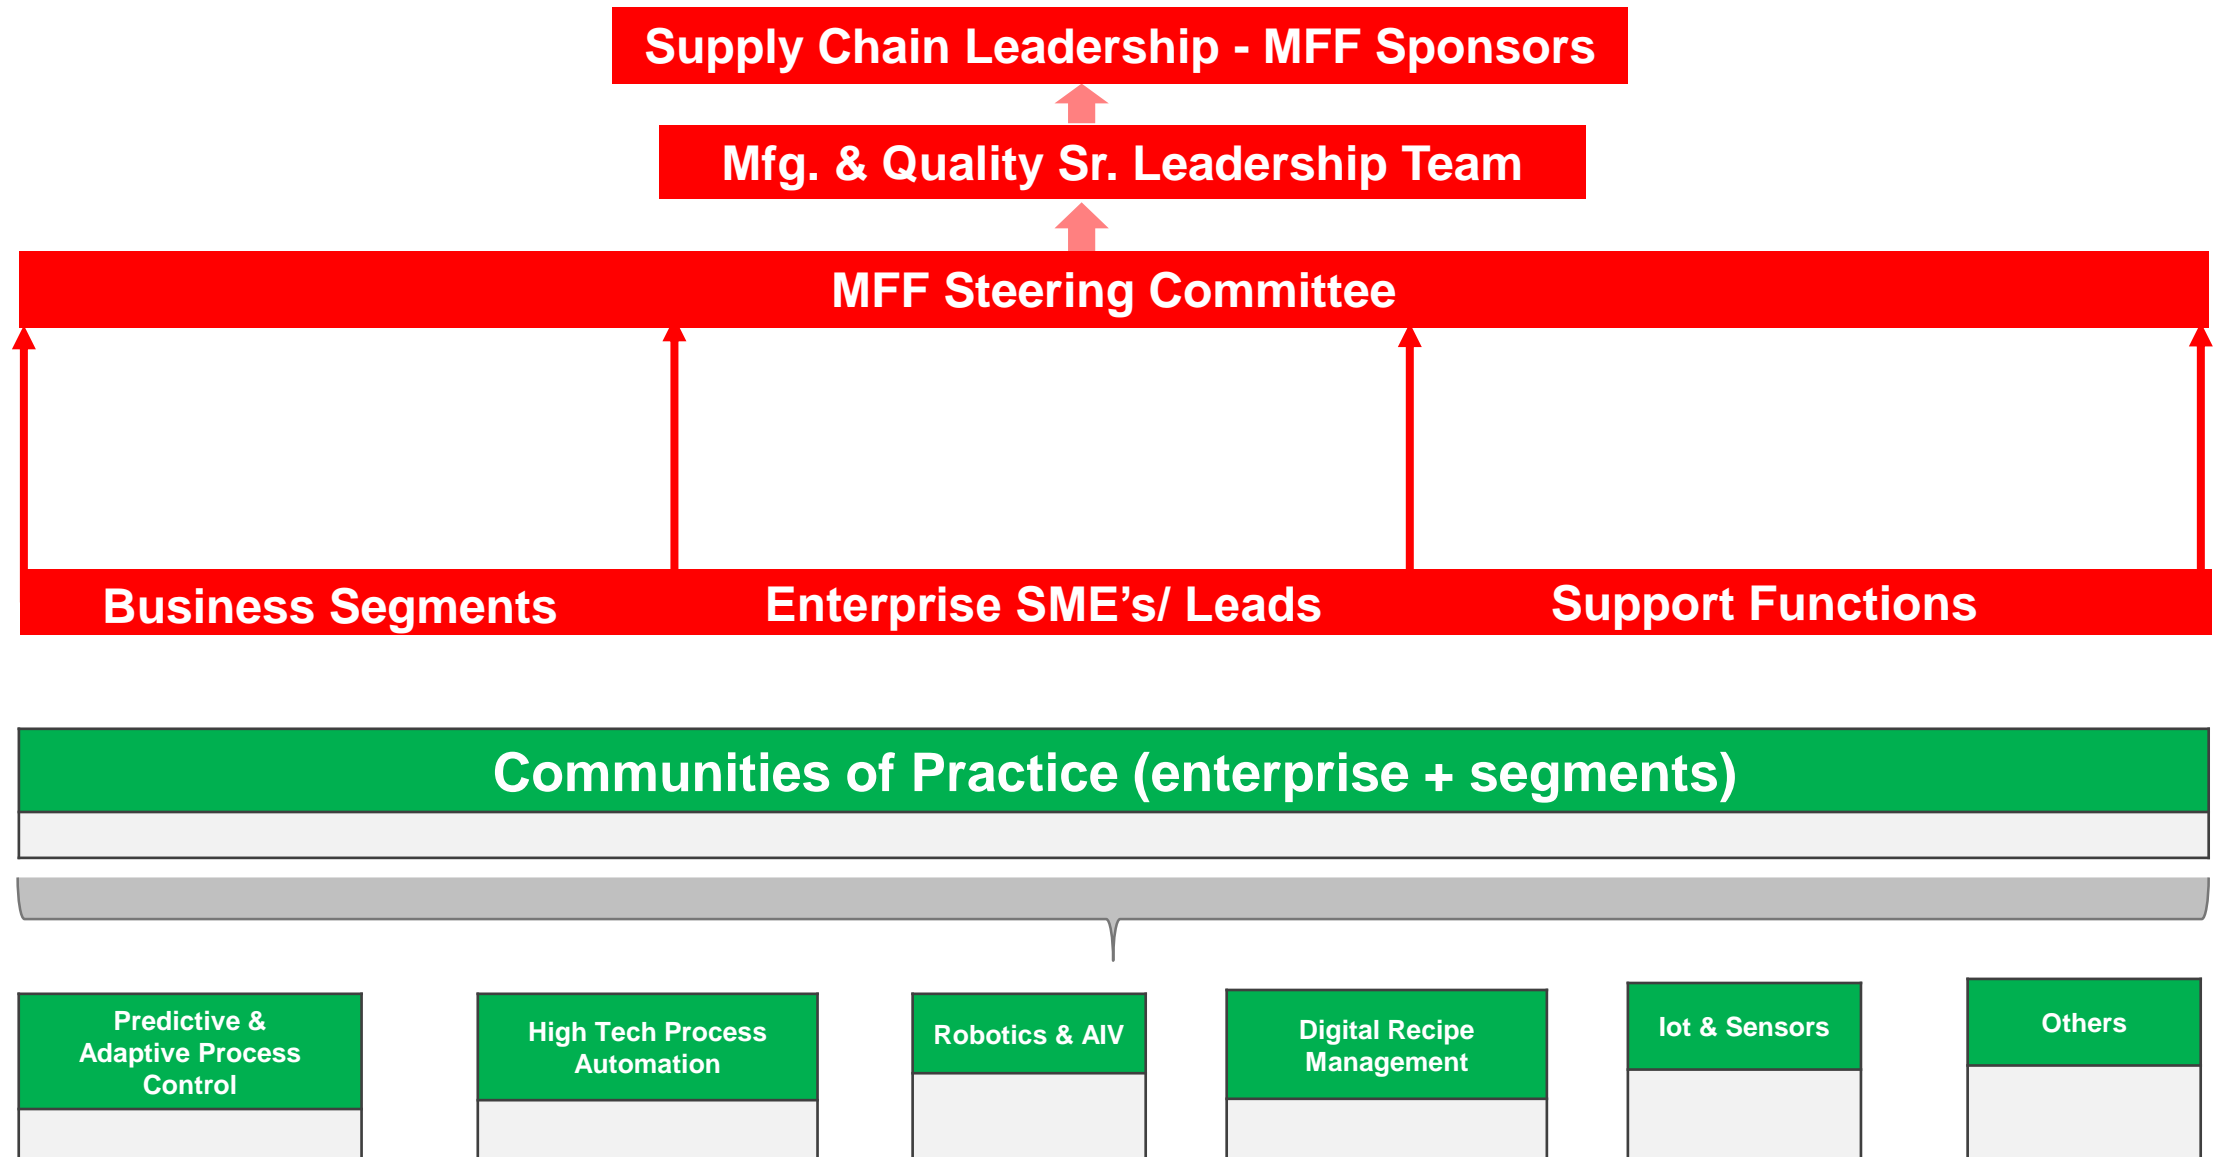 Supply Chain Leadership - MFF Sponsors
Mfg. & Quality Sr. Leadership Team
MFF Steering Committee
Business Segments
Enterprise SME’s/ Leads
Support Functions
Communities of Practice (enterprise + segments)
Predictive &
Adaptive Process
Control
High Tech Process
Automation
Robotics & AIV
Digital Recipe
Management
Iot & Sensors
Others